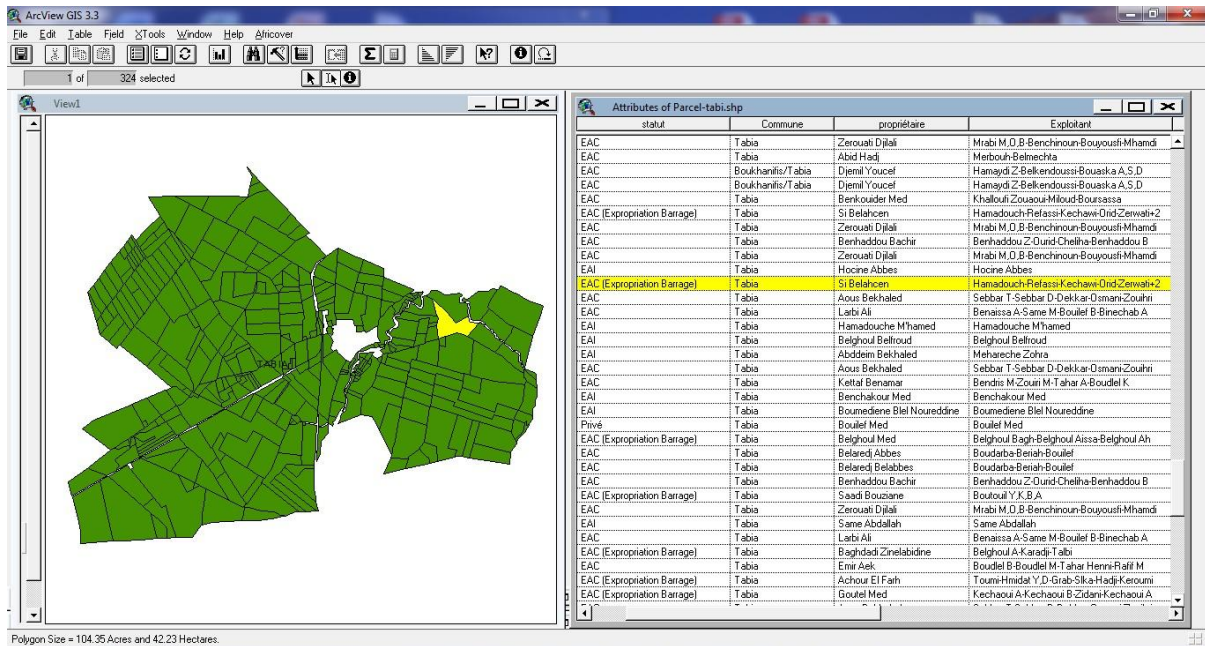 ArcView GIS 3.3
File Edit Table Field XTools Window Help Africover
1 of 324 selected
View1
TABIA
Attributes of Parcel-tabi.shp
statut Commune propriétaire Exploitant
EAC Tabia Zerouati Djilali Mrabi M,O,B-Benchinoun-Bouyousfi-Mhamdi
EAC Tabia Abid Hadj Merbouh-Belmechta
EAC Boukhanifis/Tabia Djemil Youcef Hamaydi Z-Belkendoussi-Bouaska A,S,D
EAC Boukhanifis/Tabia Djemil Youcef Hamaydi Z-Belkendoussi-Bouaska A,S,D
EAC Tabia Benkouider Med Khalloufi Zouaoui-Miloud-Boursassa
EAC (Expropriation Barrage) Tabia Si Belahcen Hamadouch-Refassi-Kechawi-Orid-Zerwati+2
EAC Tabia Zerouati Djilali Mrabi M,O,B-Benchinoun-Bouyousfi-Mhamdi
EAC Tabia Benhaddou Bachir Benhaddou Z-Ourid-Cheliha-Benhaddou B
EAC Tabia Zerouati Djilali Mrabi M,O,B-Benchinoun-Bouyousfi-Mhamdi
EAI Tabia Hocine Abbes Hocine Abbes
EAC (Expropriation Barrage) Tabia Si Belahcen Hamadouch-Refassi-Kechawi-Orid-Zerwati+2
EAC Tabia Aous Bekhaled Sebbar T-Sebbar D-Dekkar-Osmani-Zouihri
EAC Tabia Larbi Ali Benaissa A-Same M-Bouilef B-Binechab A
EAI Tabia Hamadouche M'hamed Hamadouche M'hamed
EAI Tabia Belghoul Belfroud Belghoul Belfroud
EAI Tabia Abddeim Bekhaled Mehareche Zohra
EAC Tabia Aous Bekhaled Sebbar T-Sebbar D-Dekkar-Osmani-Zouihri
EAC Tabia Kettaf Benamar Bendris M-Zouiri M-Tahar A-Boudlel K
EAI Tabia Benchakour Med Benchakour Med
EAI Tabia Boumediene Blel Noureddine Boumediene Blel Noureddine
Privé Tabia Bouilef Med Bouilef Med
EAC (Expropriation Barrage) Tabia Belghoul Med Belghoul Bagh-Belghoul Aissa-Belghoul Ah
EAC Tabia Belaredj Abbes Boudarba-Beriah-Bouilef
EAC Tabia Belaredj Belabbes Boudarba-Beriah-Bouilef
EAC Tabia Benhaddou Bachir Benhaddou Z-Ourid-Cheliha-Benhaddou B
EAC (Expropriation Barrage) Tabia Saadi Bouziane Boutouil Y,K,B,A
EAC Tabia Zerouati Djilali Mrabi M,O,B-Benchinoun-Bouyousfi-Mhamdi
EAI Tabia Same Abdallah Same Abdallah
EAC Tabia Larbi Ali Benaissa A-Same M-Bouilef B-Binechab A
EAC (Expropriation Barrage) Tabia Baghdadi Zinelabidine Belghoul A-Karadji-Talbi
EAC Tabia Emir Aek Boudlel B-Boudlel M-Tahar Henni-Rafif M
EAC (Expropriation Barrage) Tabia Achour El Farh Toumi-Hmidat Y,D-Grab-Slka-Hadji-Keroumi
EAC (Expropriation Barrage) Tabia Goutel Med Kechaoui A-Kechaoui B-Zidani-Kechaoui A
Polygon Size = 104.35 Acres and 42.23 Hectares.